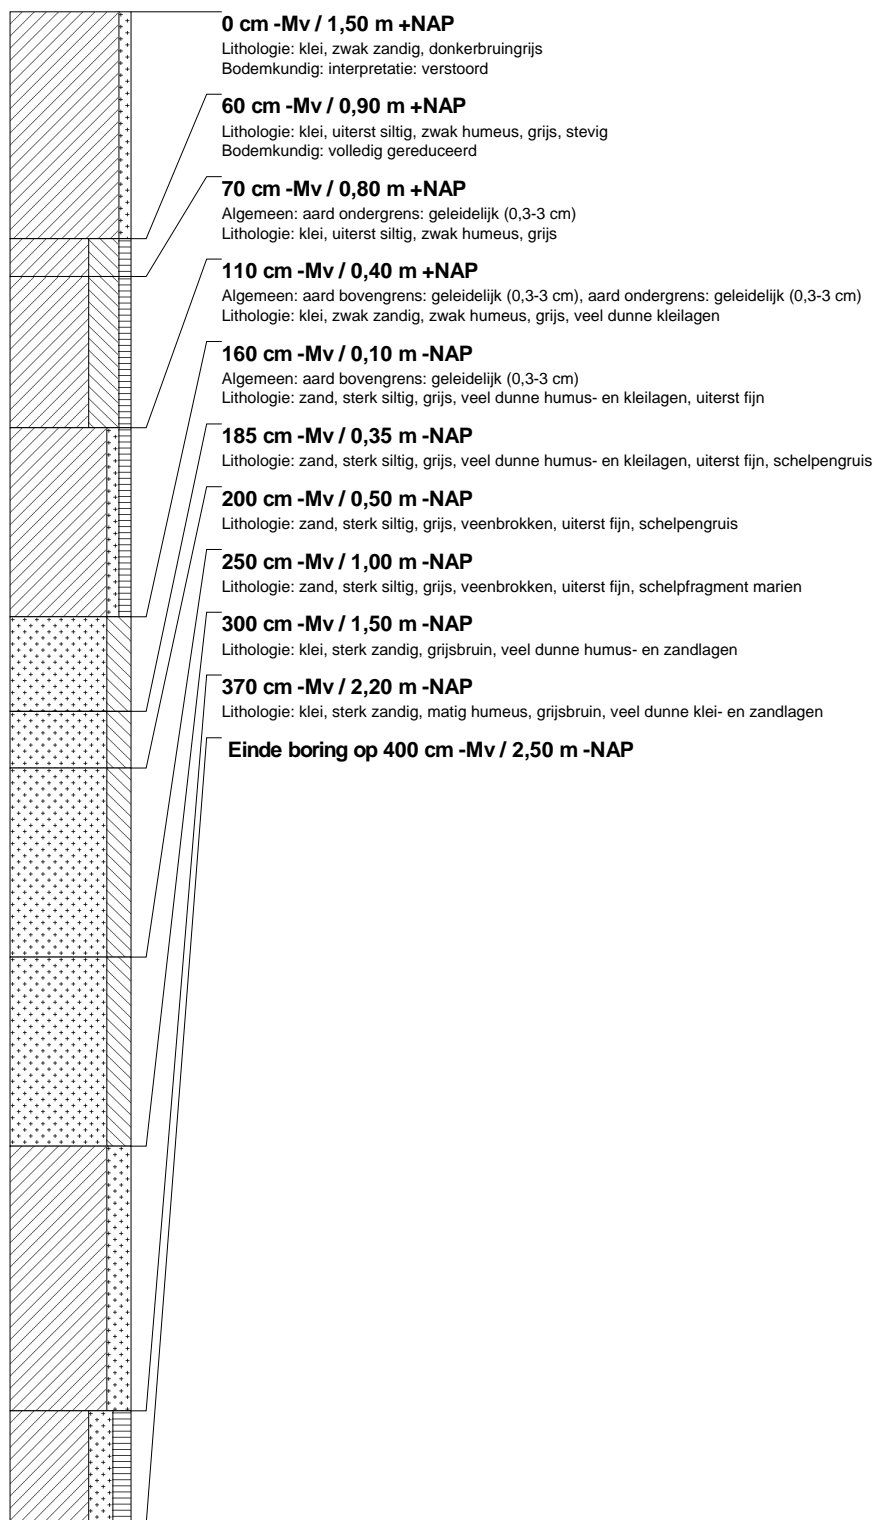 0 cm -Mv / 1,50 m +NAP
Lithologie: klei, zwak zandig, donkerbruingrijs
Bodemkundig: interpretatie: verstoord
60 cm -Mv / 0,90 m +NAP
Lithologie: klei, uiterst siltig, zwak humeus, grijs, stevig
Bodemkundig: volledig gereduceerd
70 cm -Mv / 0,80 m +NAP
Algemeen: aard ondergrens: geleidelijk (0,3-3 cm)
Lithologie: klei, uiterst siltig, zwak humeus, grijs
110 cm -Mv / 0,40 m +NAP
Algemeen: aard bovengrens: geleidelijk (0,3-3 cm), aard ondergrens: geleidelijk (0,3-3 cm)
Lithologie: klei, zwak zandig, zwak humeus, grijs, veel dunne kleilagen
160 cm -Mv / 0,10 m -NAP
Algemeen: aard bovengrens: geleidelijk (0,3-3 cm)
Lithologie: zand, sterk siltig, grijs, veel dunne humus- en kleilagen, uiterst fijn
185 cm -Mv / 0,35 m -NAP
Lithologie: zand, sterk siltig, grijs, veel dunne humus- en kleilagen, uiterst fijn, schelpengruis
200 cm -Mv / 0,50 m -NAP
Lithologie: zand, sterk siltig, grijs, veenbrokken, uiterst fijn, schelpengruis
250 cm -Mv / 1,00 m -NAP
Lithologie: zand, sterk siltig, grijs, veenbrokken, uiterst fijn, schelpfragment marien
300 cm -Mv / 1,50 m -NAP
Lithologie: klei, sterk zandig, grijsbruin, veel dunne humus- en zandlagen
370 cm -Mv / 2,20 m -NAP
Lithologie: klei, sterk zandig, matig humeus, grijsbruin, veel dunne klei- en zandlagen
Einde boring op 400 cm -Mv / 2,50 m -NAP